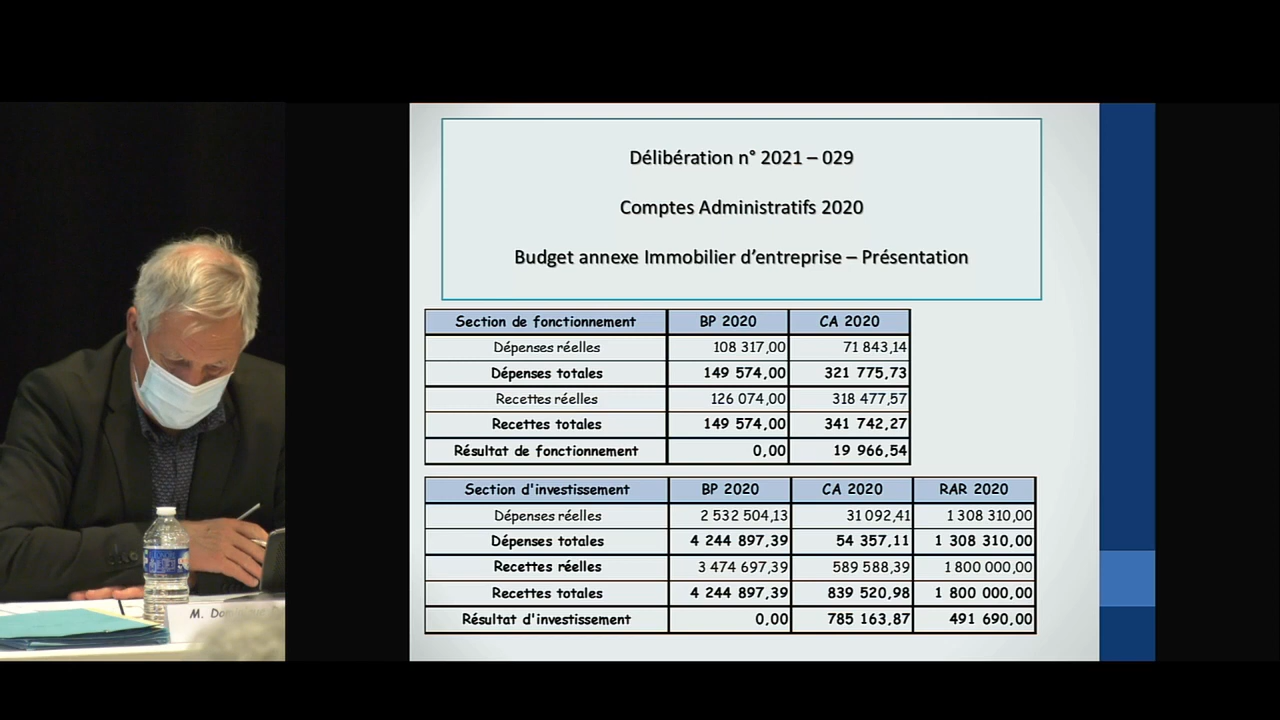 Délibération n° 2021 – 029
Comptes Administratifs 2020
Budget annexe Immobilier d’entreprise – Présentation
Section de fonctionnement BP 2020 CA 2020
Dépenses réelles 108 317,00 71 843,14
Dépenses totales 149 574,00 321 775,73
Recettes réelles 126 074,00 318 477,57
Recettes totales 149 574,00 341 742,27
Résultat de fonctionnement 0,00 19 966,54
Section d'investissement BP 2020 CA 2020 RAR 2020
Dépenses réelles 2 532 504,13 31 092,41 1 308 310,00
Dépenses totales 4 244 897,39 54 357,11 1 308 310,00
Recettes réelles 3 474 697,39 589 588,39 1 800 000,00
Recettes totales 4 244 897,39 839 520,98 1 800 000,00
Résultat d'investissement 0,00 785 163,87 491 690,00
M.